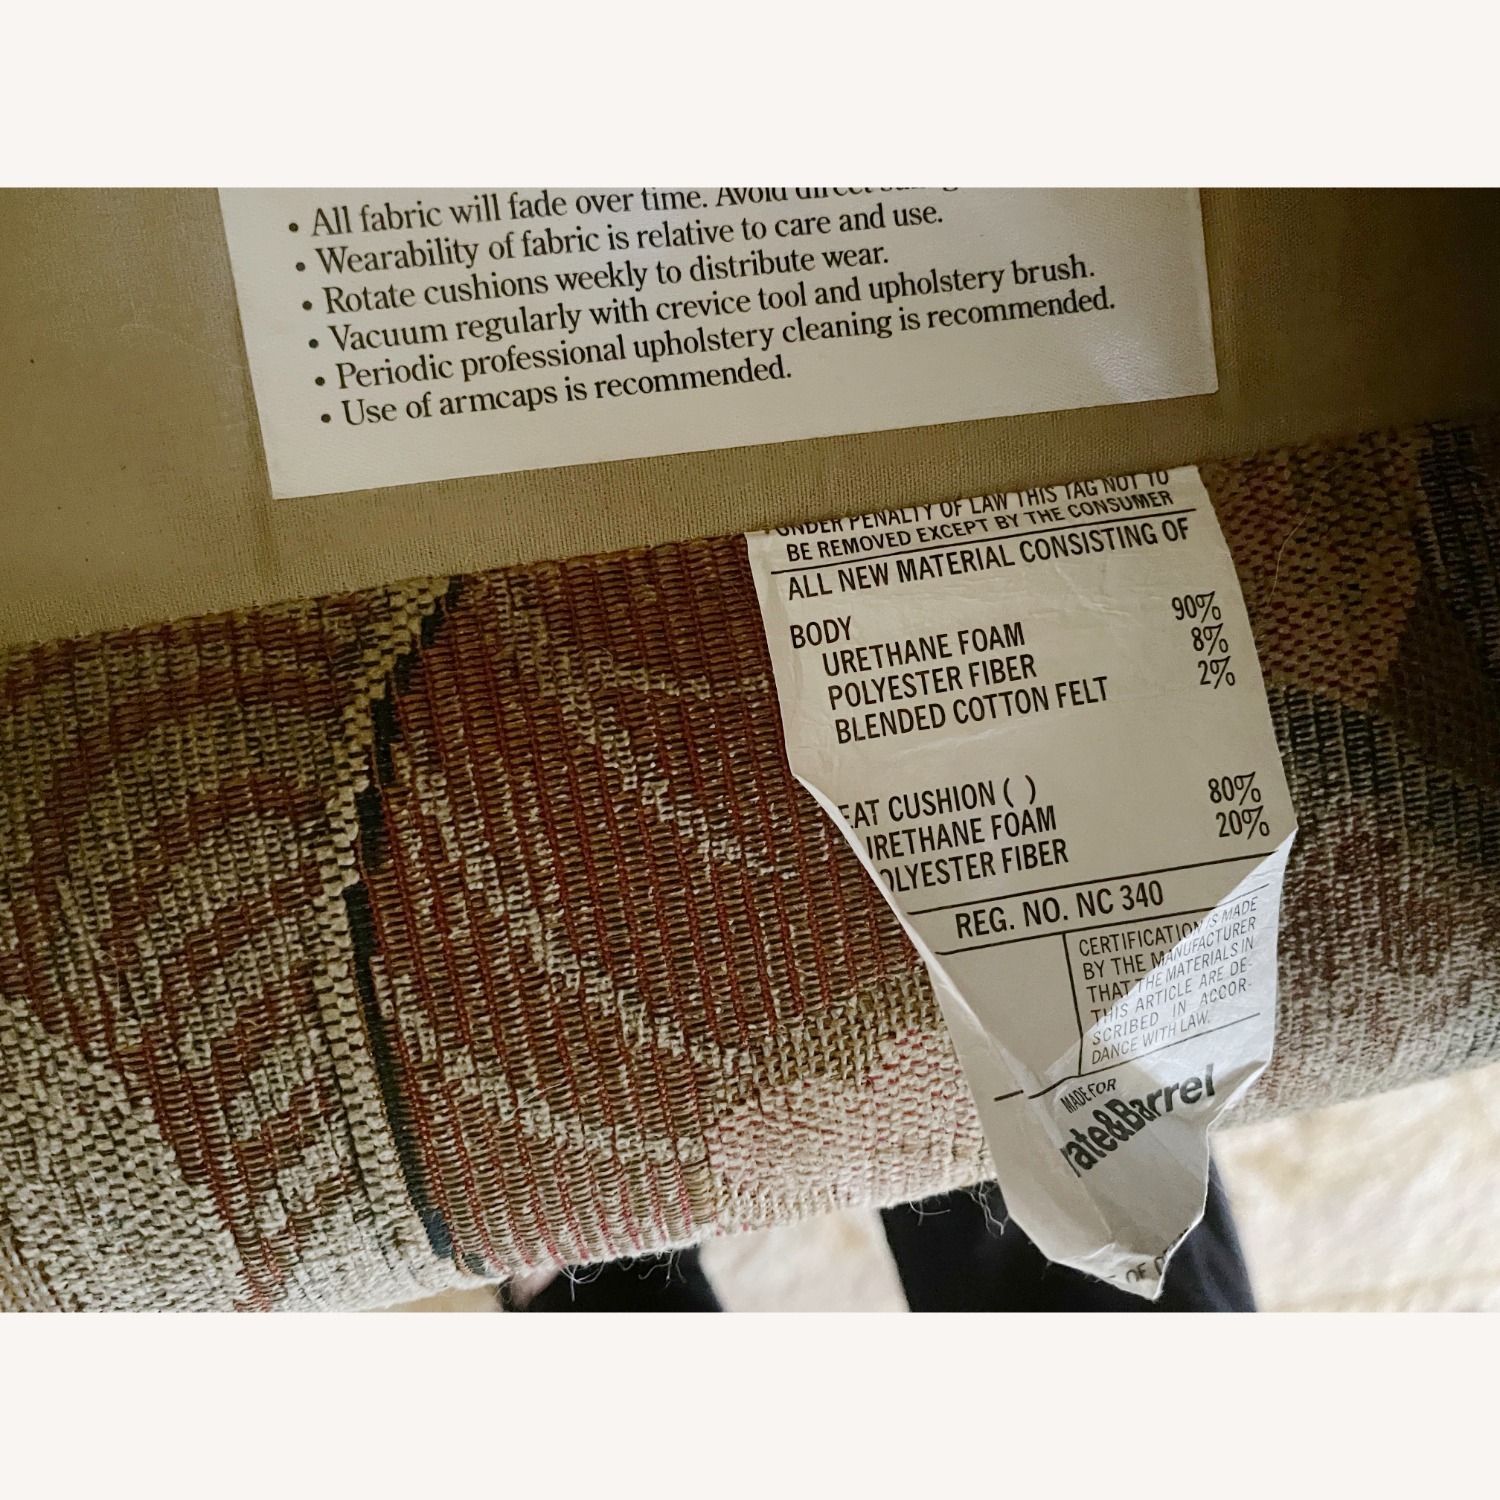 • All fabric will fade over time. Avoid direct
• Wearability of fabric is relative to care and use.
• Rotate cushions weekly to distribute wear.
• Vacuum regularly with crevice tool and upholstery brush.
• Periodic professional upholstery cleaning is recommended.
• Use of armcaps is recommended.
UNDER PENALTY OF LAW THIS TAG NOT TO
BE REMOVED EXCEPT BY THE CONSUMER
ALL NEW MATERIAL CONSISTING OF
BODY
URETHANE FOAM 90%
POLYESTER FIBER 8%
BLENDED COTTON FELT 2%
EAT CUSHION ( )
URETHANE FOAM 80%
OLYESTER FIBER 20%
REG. NO. NC 340
CERTIFICATION IS MADE
BY THE MANUFACTURER
THAT THE MATERIALS IN
THIS ARTICLE ARE DE-
SCRIBED IN ACCOR-
DANCE WITH LAW.
MADE FOR
rate&Barrel
OF